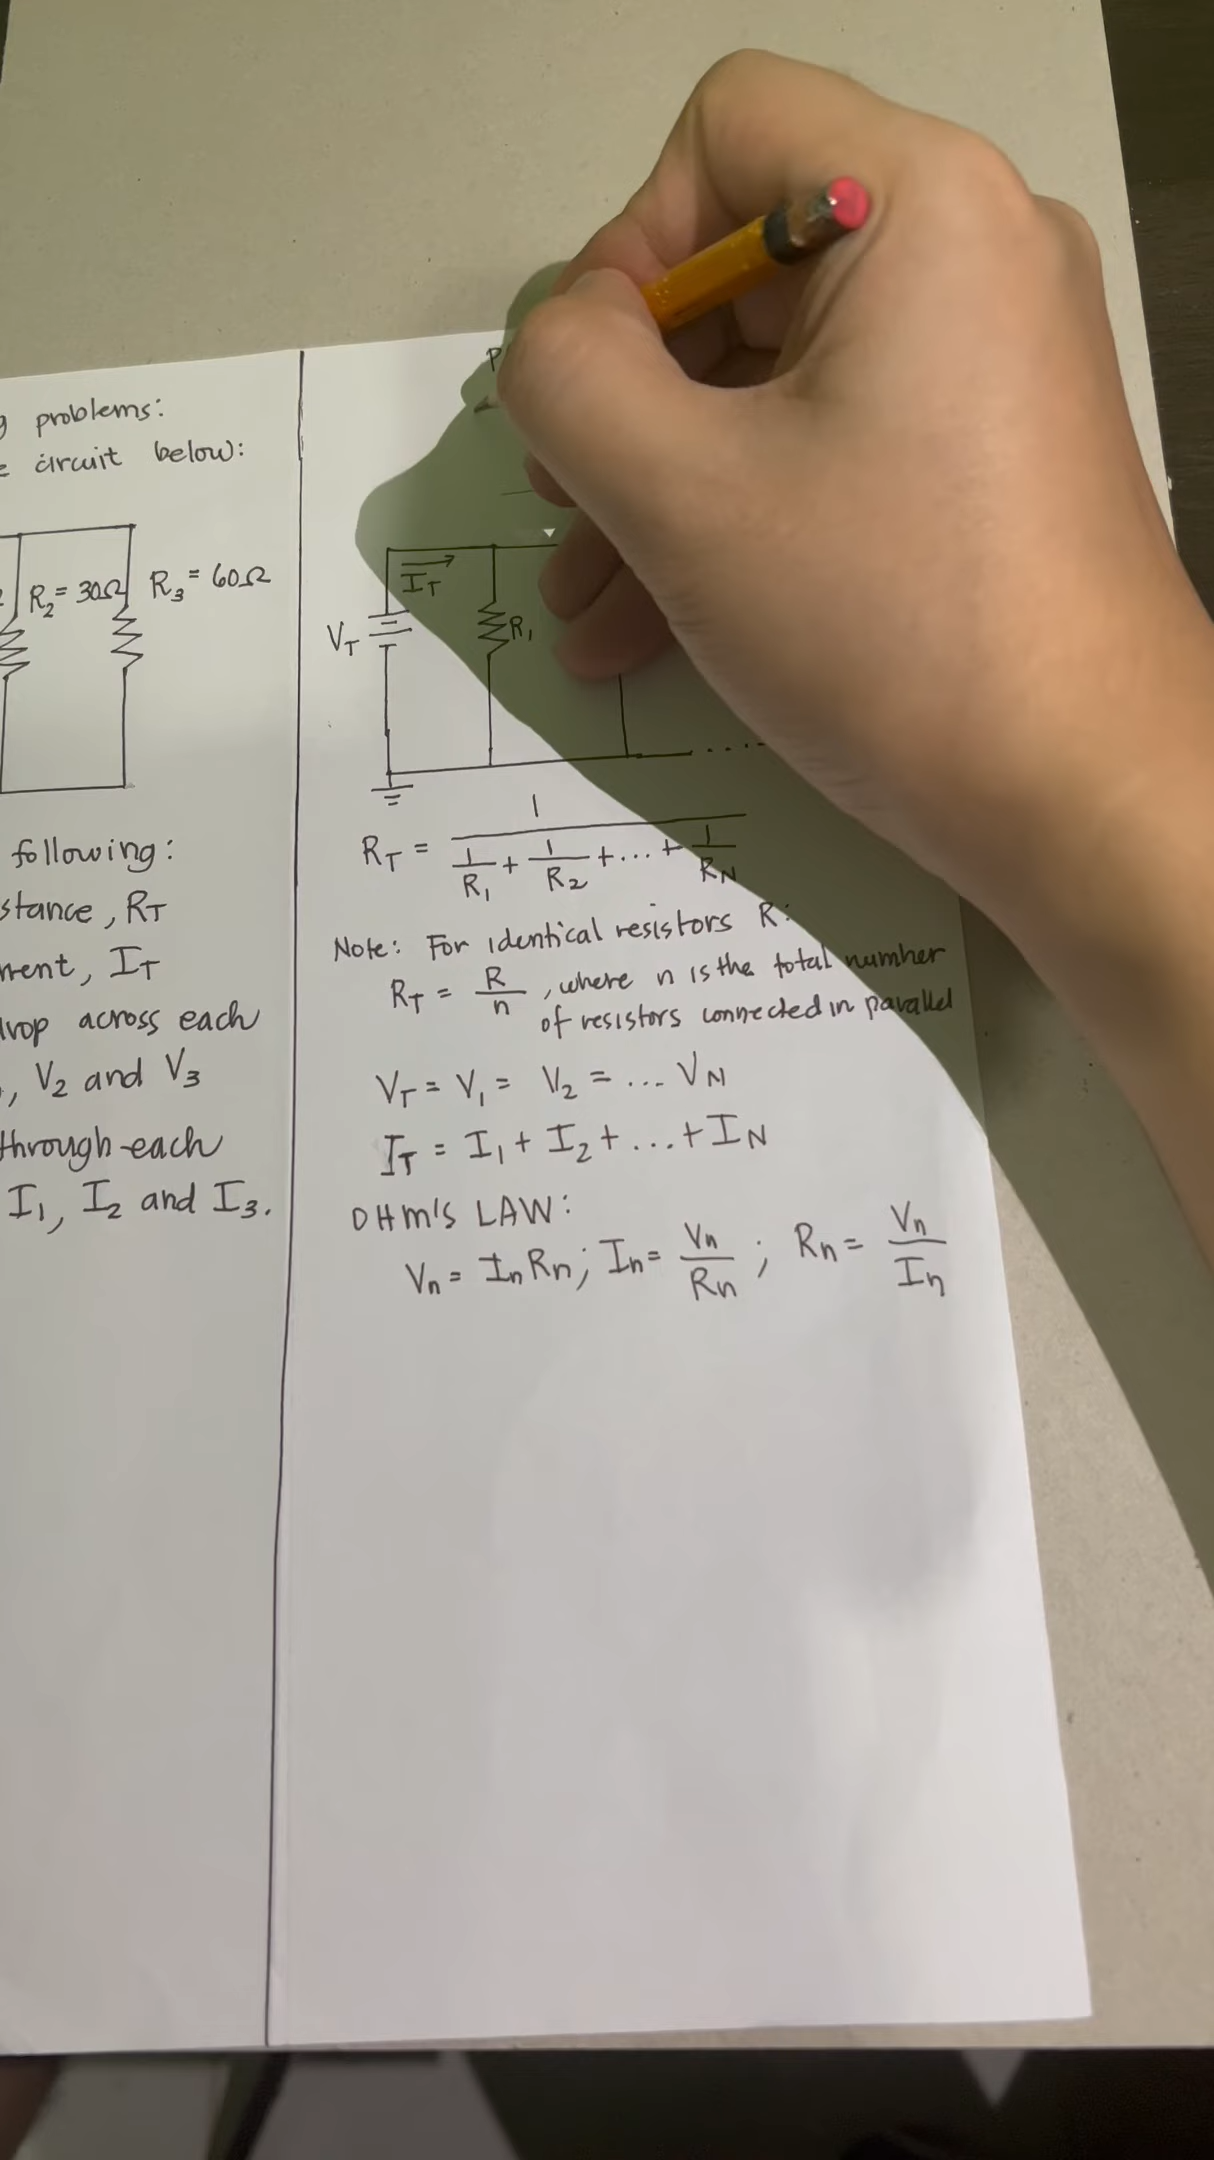 problems:
circuit below:
R₂ = 30Ω R₃ = 60Ω
following:
RT
IT
across each
V₂ and V₃
through each
I₁, I₂ and I₃.
P
IT
VT
R₁
. . . .
RT = 1 / (1/R₁ + 1/R₂ + ... + 1/RN)
Note: For identical resistors R:
RT = R/n, where n is the total number
of resistors connected in parallel
VT = V₁ = V₂ = ... VN
IT = I₁ + I₂ + ... + IN
OHM'S LAW:
Vn = InRn; In = Vn/Rn; Rn = Vn/In